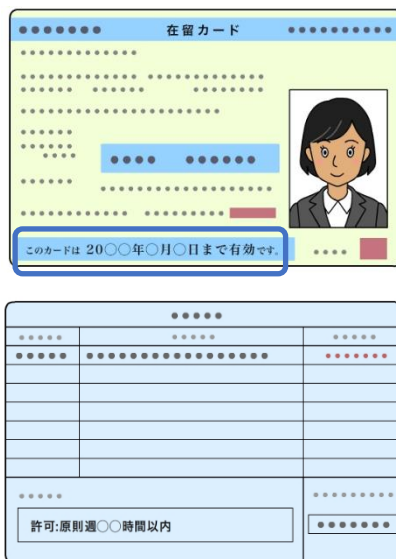 在留カード
このカードは 20○○年○月○日まで有効です。
許可:原則週○○時間以内